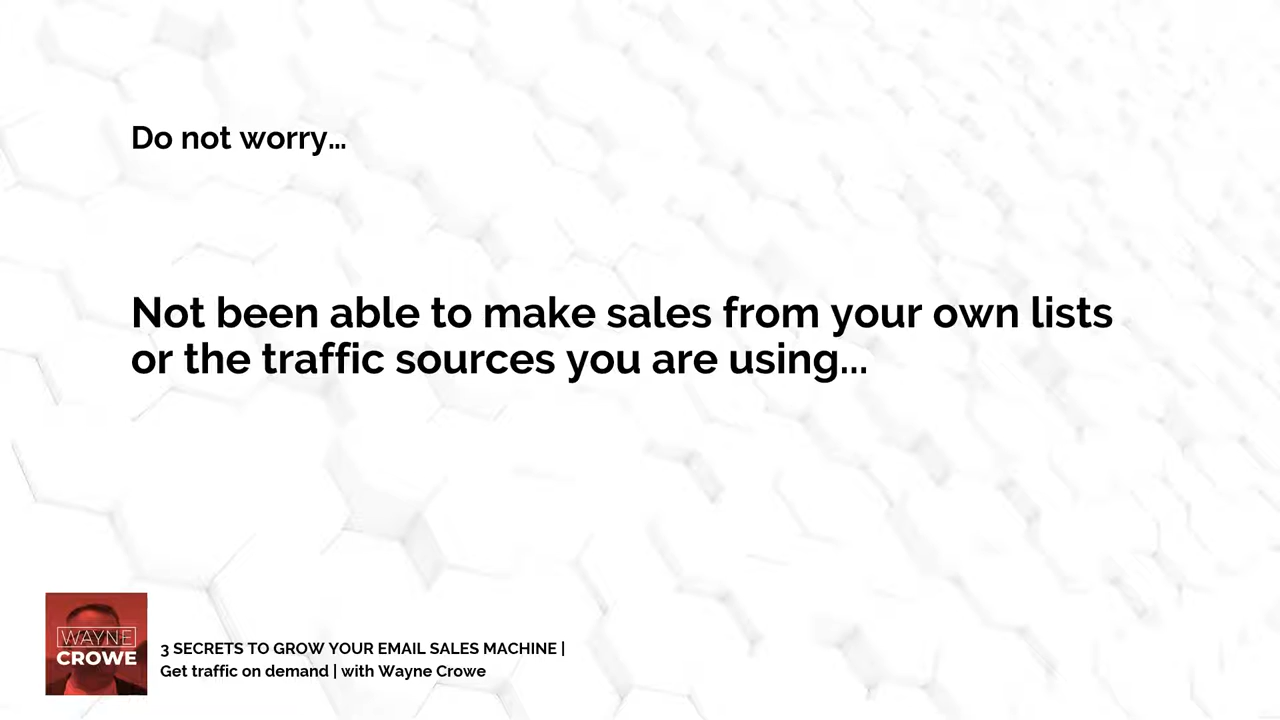 Do not worry...
Not been able to make sales from your own lists
or the traffic sources you are using...
WAYNE
CROWE
3 SECRETS TO GROW YOUR EMAIL SALES MACHINE |
Get traffic on demand | with Wayne Crowe